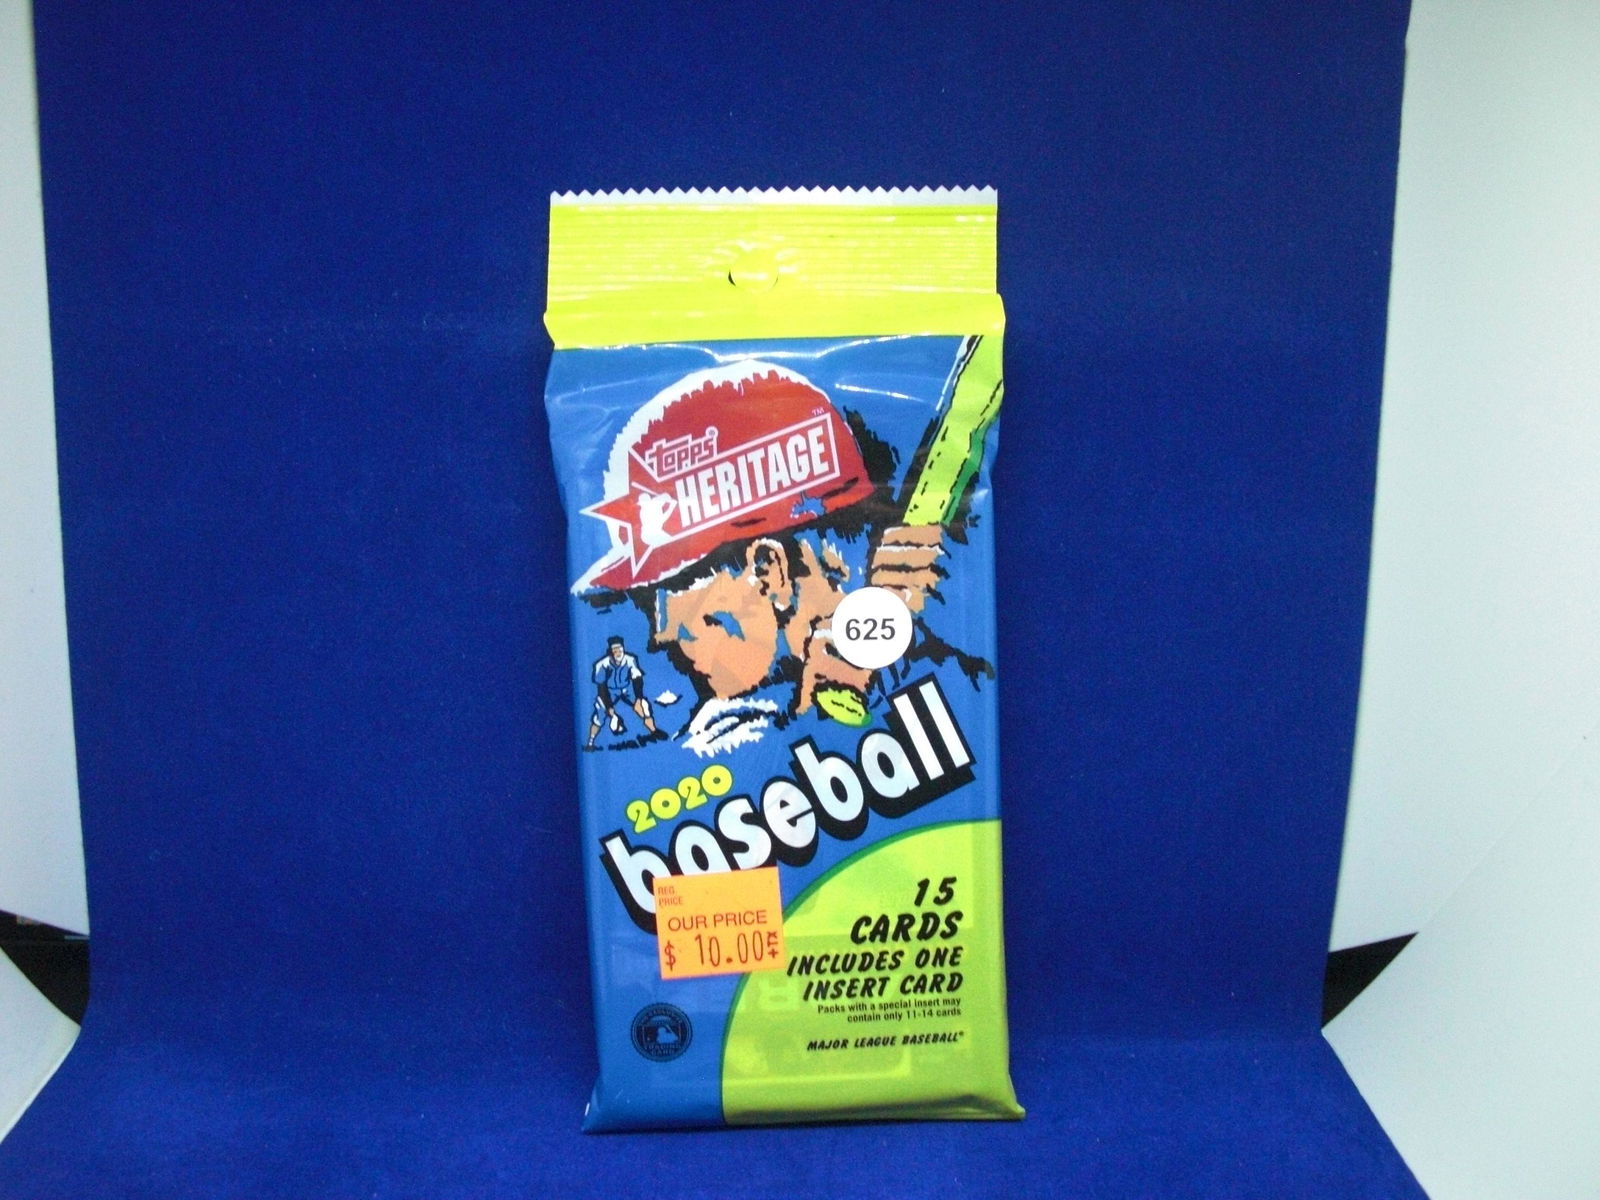 topps®
HERITAGE™
625
2020
baseball
REG.
PRICE
OUR PRICE
$ 10.00
15
CARDS
INCLUDES ONE
INSERT CARD
Packs with a special insert may
contain only 11-14 cards
MAJOR LEAGUE BASEBALL®